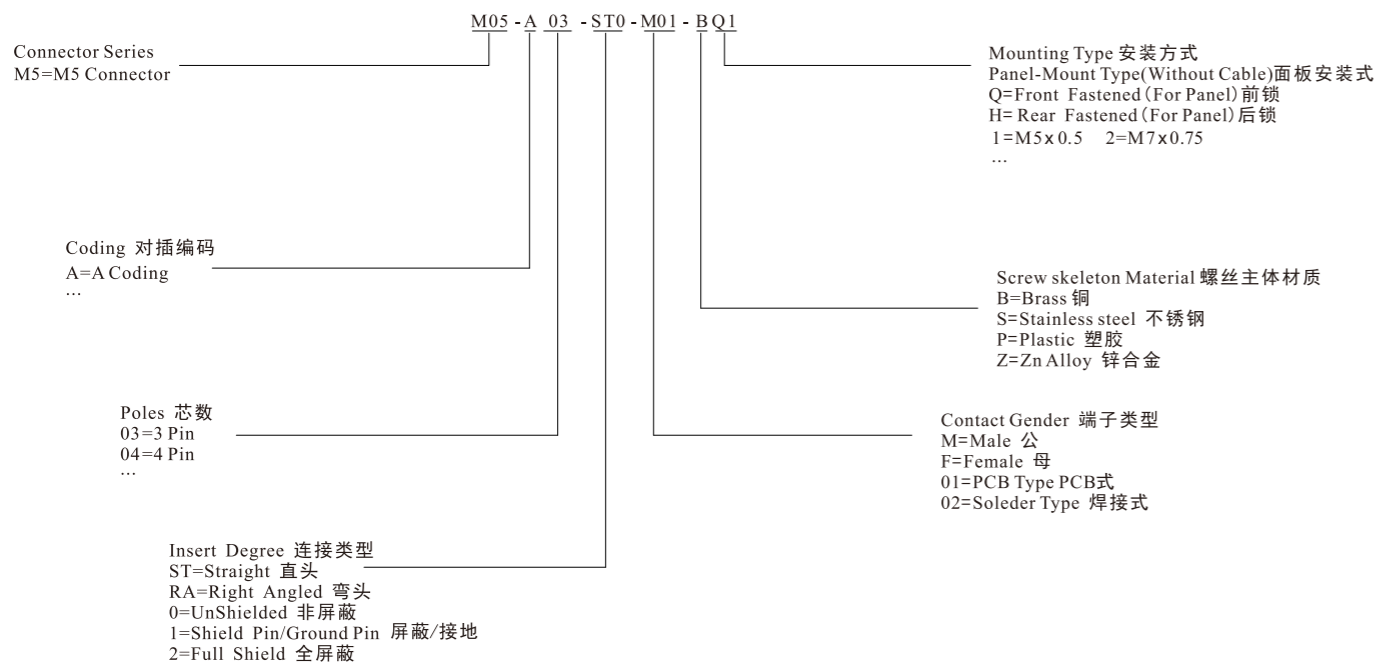 M05-A 03-ST0-M01-BQ1
Connector Series
M5=M5 Connector
Mounting Type 安装方式
Panel-Mount Type(Without Cable)面板安装式
Q=Front Fastened(For Panel)前锁
H=Rear Fastened(For Panel)后锁
1=M5x0.5 2=M7x0.75
...
Coding 对插编码
A=A Coding
...
Screw skeleton Material 螺丝主体材质
B=Brass 铜
S=Stainless steel 不锈钢
P=Plastic 塑胶
Z=Zn Alloy 锌合金
Poles 芯数
03=3 Pin
04=4 Pin
...
Contact Gender 端子类型
M=Male 公
F=Female 母
01=PCB Type PCB式
02=Soleder Type 焊接式
Insert Degree 连接类型
ST=Straight 直头
RA=Right Angled 弯头
0=UnShielded 非屏蔽
1=Shield Pin/Ground Pin 屏蔽/接地
2=Full Shield 全屏蔽